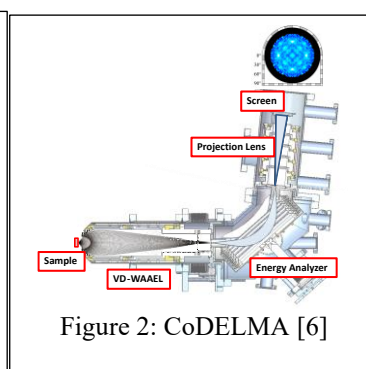 Screen
Projection Lens
Sample
VD-WAAEL
Energy Analyzer
Figure 2: CoDELMA [6]